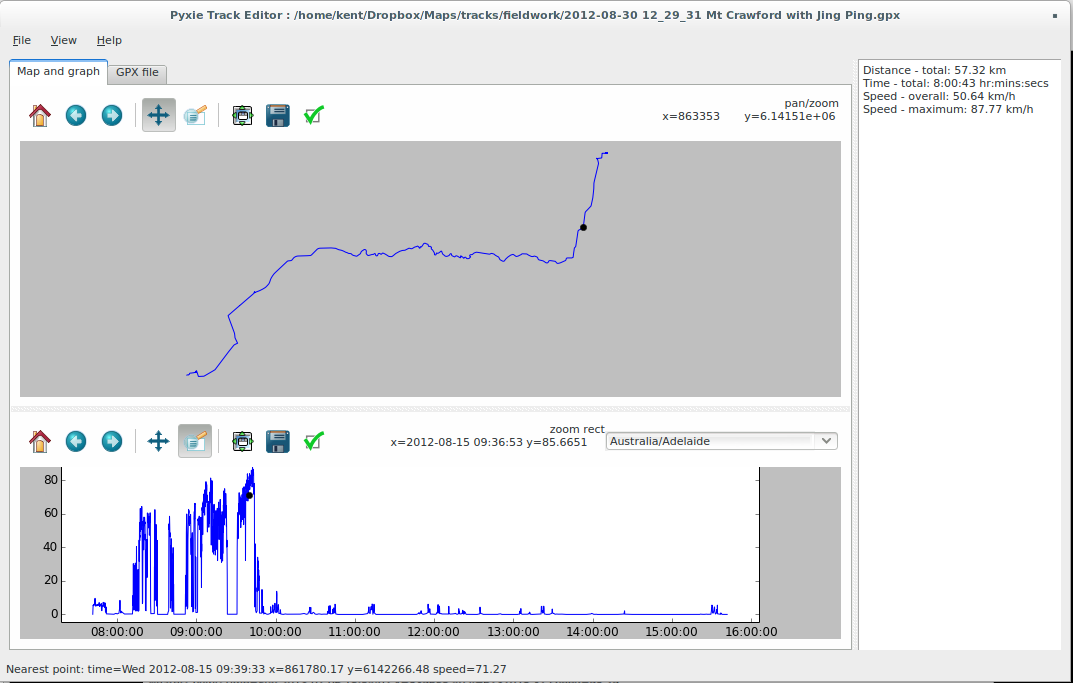 Pyxie Track Editor : /home/kent/Dropbox/Maps/tracks/fieldwork/2012-08-30 12_29_31 Mt Crawford with Jing Ping.gpx
File View Help
Map and graph GPX file
pan/zoom
x=863353 y=6.14151e+06
Distance - total: 57.32 km
Time - total: 8:00:43 hr:mins:secs
Speed - overall: 50.64 km/h
Speed - maximum: 87.77 km/h
zoom rect
x=2012-08-15 09:36:53 y=85.6651 Australia/Adelaide
80
60
40
20
0
08:00:00 09:00:00 10:00:00 11:00:00 12:00:00 13:00:00 14:00:00 15:00:00 16:00:00
Nearest point: time=Wed 2012-08-15 09:39:33 x=861780.17 y=6142266.48 speed=71.27